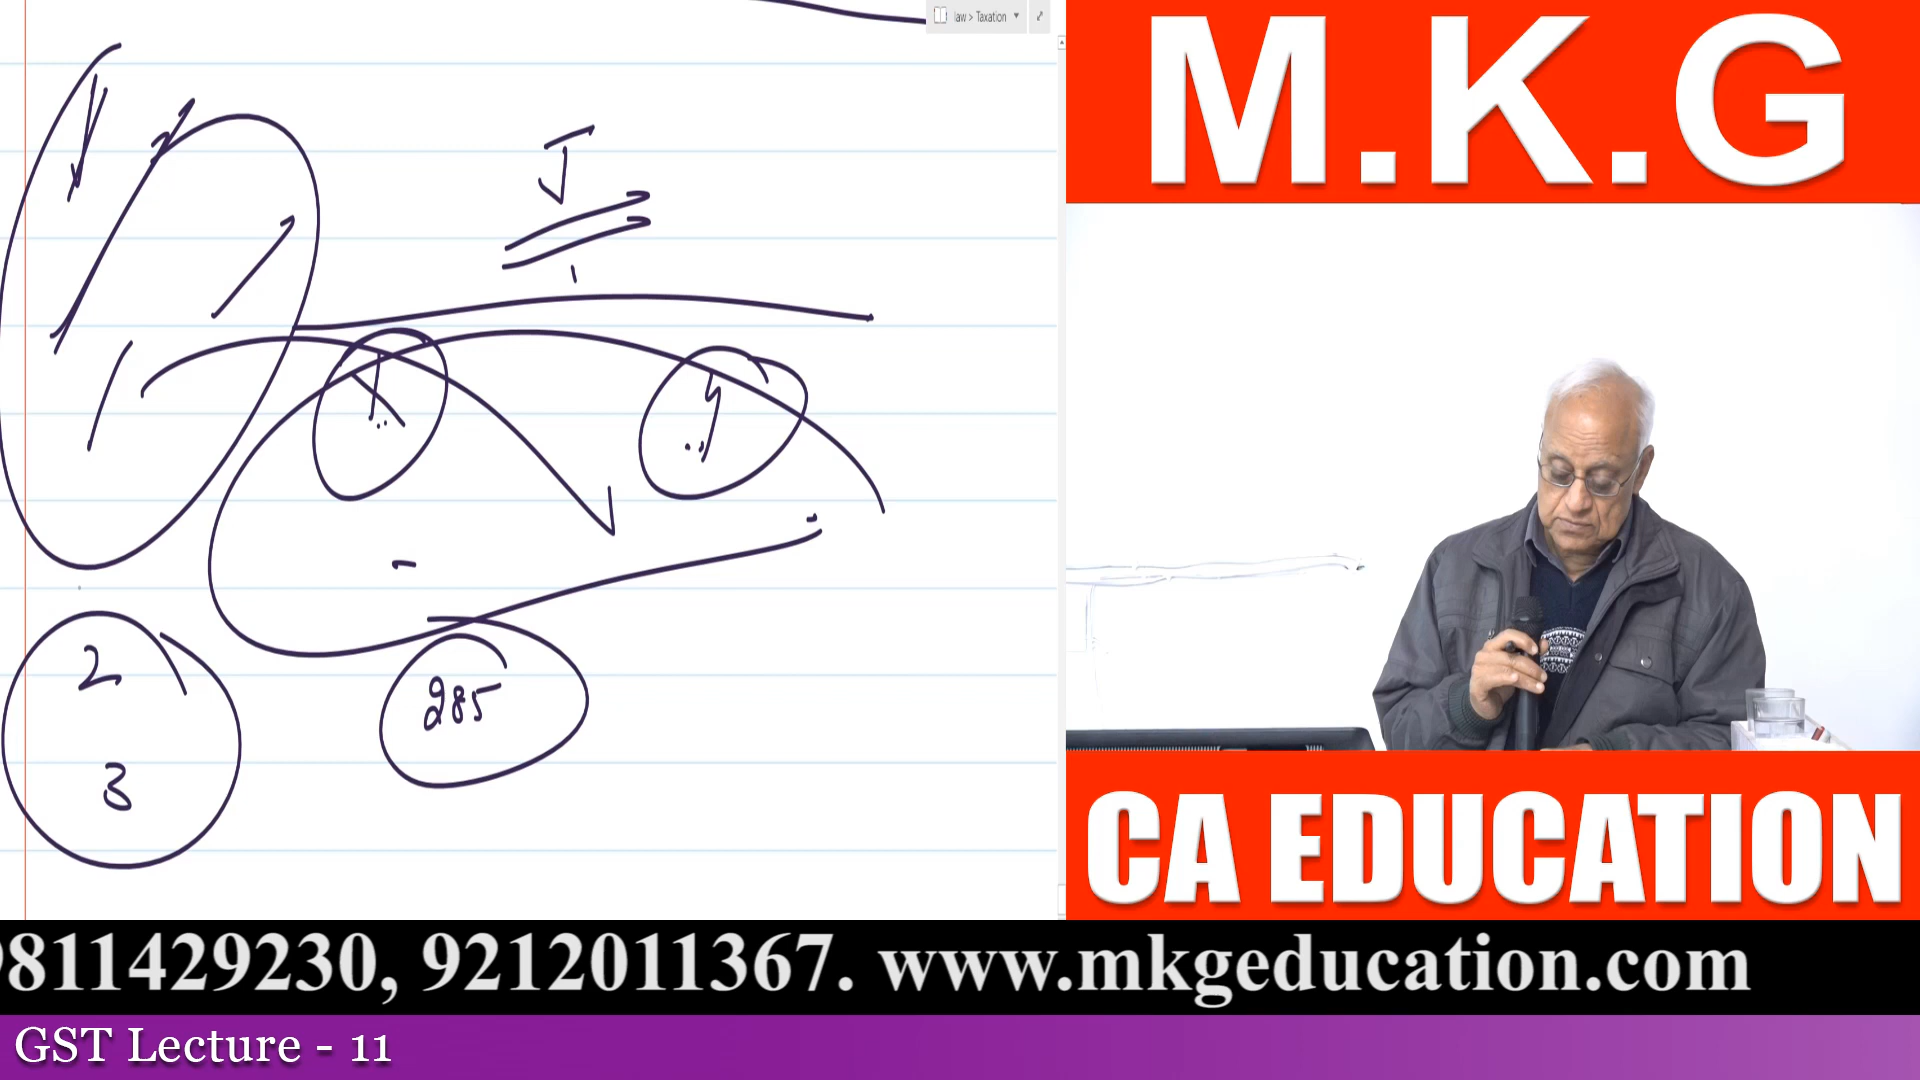 law > Taxation
M.K.G
J
2
3
285
CA EDUCATION
9811429230, 9212011367. www.mkgeducation.com
GST Lecture - 11